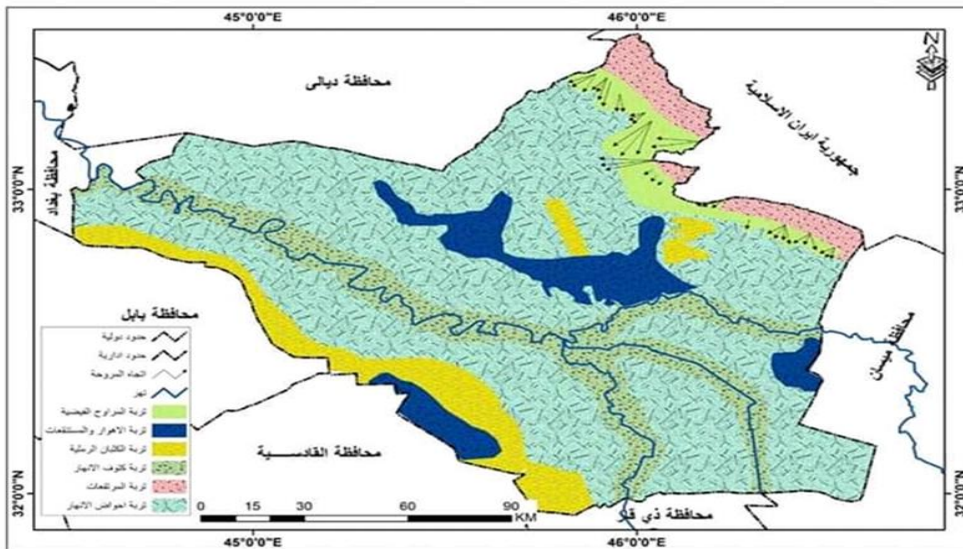 45°0'0"E
46°0'0"E
N
محافظة ديالى
جمهورية ايران الاسلامية
33°0'0"N
33°0'0"N
محافظة بغداد
محافظة بابل
محافظة ميسان
حدود دولية
حدود ادارية
اتجاه المروحة
نهر
تربة المراوح الفيضية
تربة الاهوار والمستنقعات
تربة الكثبان الرملية
تربة كتوف الانهار
تربة المرتفعات
تربة احواض الانهار
محافظة القادســـية
32°0'0"N
32°0'0"N
0 15 30 60 90
KM
محافظة ذي قار
45°0'0"E
46°0'0"E